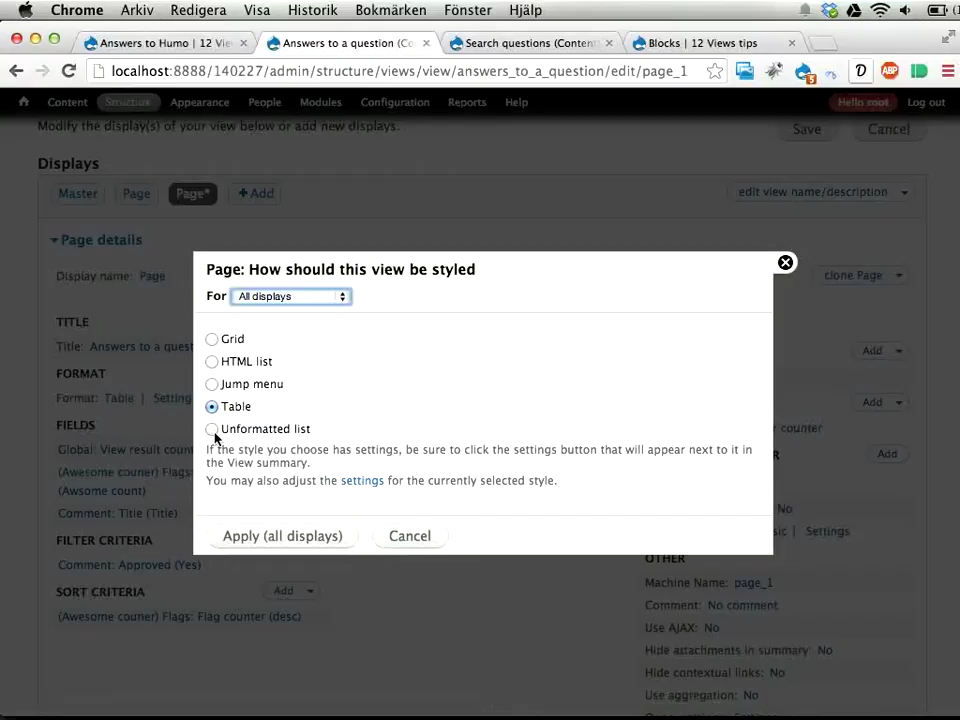 Chrome Arkiv Redigera Visa Historik Bokmärken Fönster Hjälp
Answers to Humo | 12 View
Answers to a question (Co
Search questions (Content
Blocks | 12 Views tips
localhost:8888/140227/admin/structure/views/view/answers_to_a_question/edit/page_1
Content Structure Appearance People Modules Configuration Reports Help Hello root Log out
Modify the display(s) of your view below or add new displays.
Save Cancel
Displays
Master Page Page* + Add edit view name/description
Page details
Display name: Page clone Page
TITLE
Title: Answers to a quest Add
FORMAT
Format: Table | Setting Add
FIELDS
Global: View result count
(Awesome couner) Flags:
(Awsome count)
Comment: Title (Title)
FILTER CRITERIA
Comment: Approved (Yes)
SORT CRITERIA Add
(Awesome couner) Flags: Flag counter (desc)
Page: How should this view be styled
For All displays
Grid
HTML list
Jump menu
Table
Unformatted list
If the style you choose has settings, be sure to click the settings button that will appear next to it in
the View summary.
You may also adjust the settings for the currently selected style.
Apply (all displays) Cancel
counter
R Add
No
Settings
OTHER
Machine Name: page_1
Comment: No comment
Use AJAX: No
Hide attachments in summary: No
Hide contextual links: No
Use aggregation: No